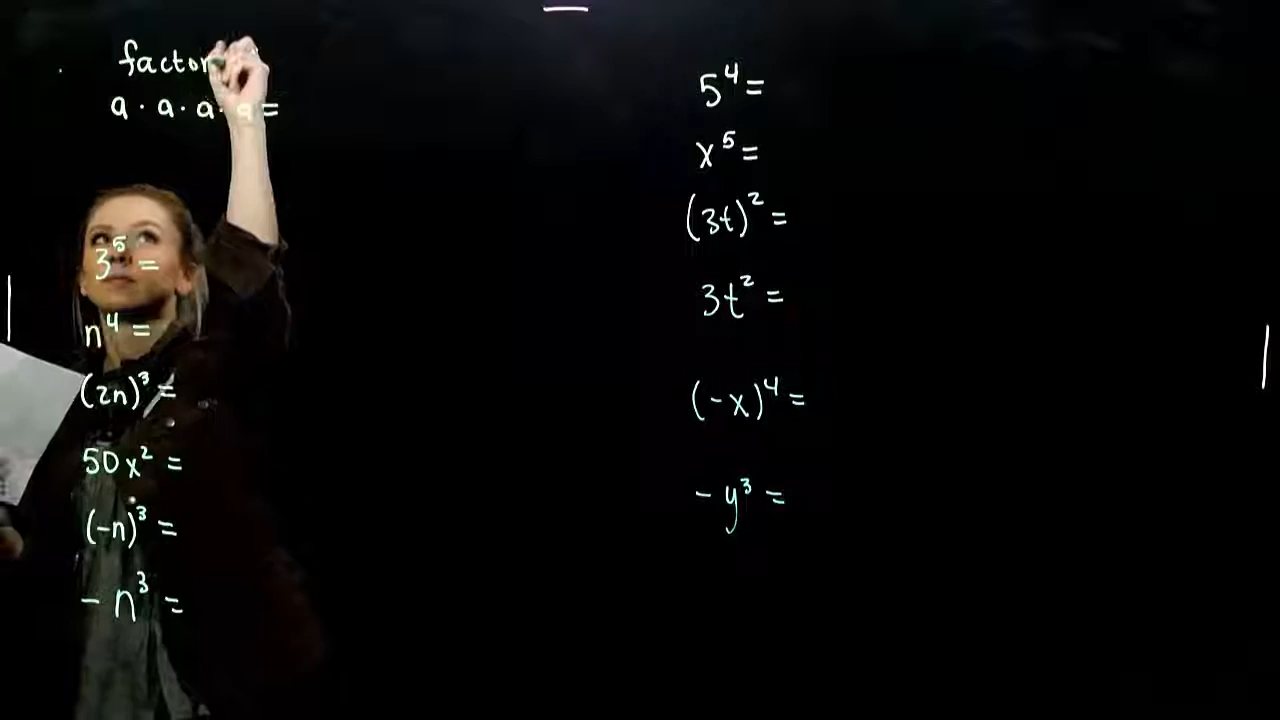 factor
a · a · a · a =
3⁵ =
n⁴ =
(2n)³ =
50x² =
(-n)³ =
- n³ =
5⁴ =
x⁵ =
(3t)² =
3t² =
(-x)⁴ =
- y³ =